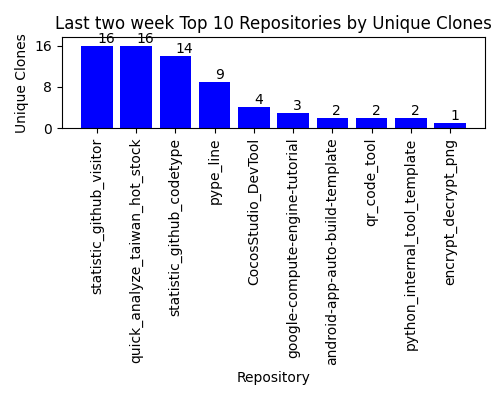 Last two week Top 10 Repositories by Unique Clones
Unique Clones
16
8
0
16
16
14
9
4
3
2
2
2
1
statistic_github_visitor
quick_analyze_taiwan_hot_stock
statistic_github_codetype
pype_line
CocosStudio_DevTool
google-compute-engine-tutorial
android-app-auto-build-template
qr_code_tool
python_internal_tool_template
encrypt_decrypt_png
Repository